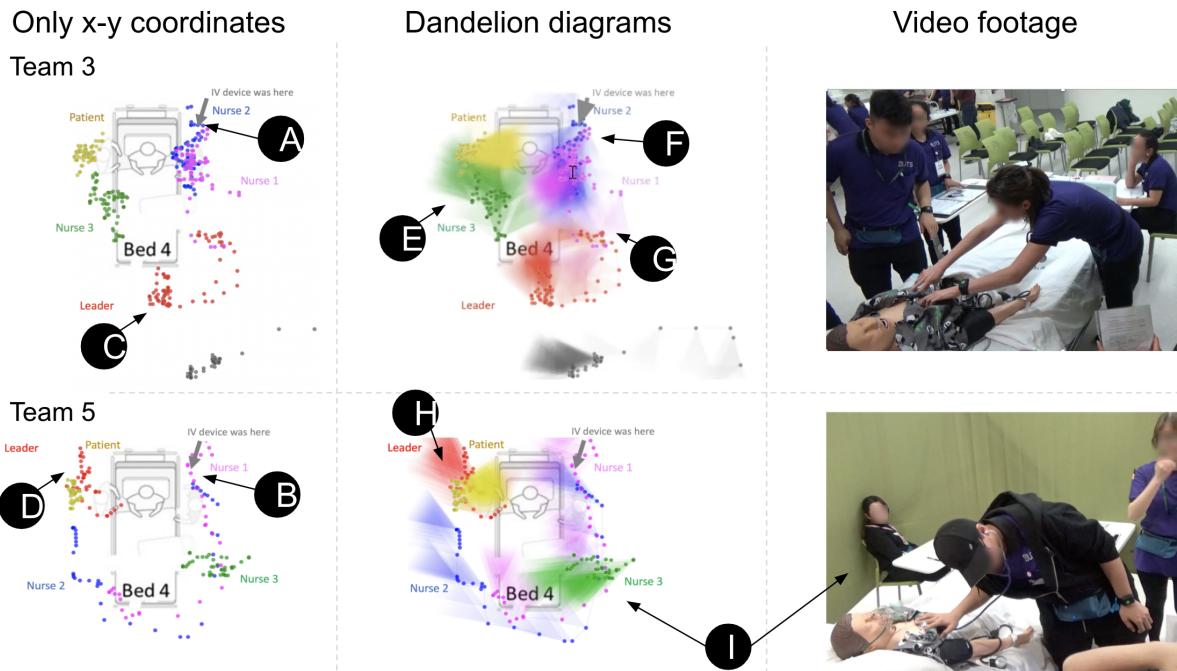 Only x-y coordinates
Dandelion diagrams
Video footage
Team 3
IV device was here
Nurse 2
Patient
A
Nurse 1
Nurse 3
Bed 4
Leader
C
IV device was here
Nurse 2
Patient
F
Nurse 1
E
Nurse 3
Bed 4
G
Leader
Team 5
Leader
Patient
IV device was here
Nurse 1
D
B
Nurse 2
Nurse 3
Bed 4
H
Leader
Patient
IV device was here
Nurse 1
Nurse 2
Nurse 3
Bed 4
I